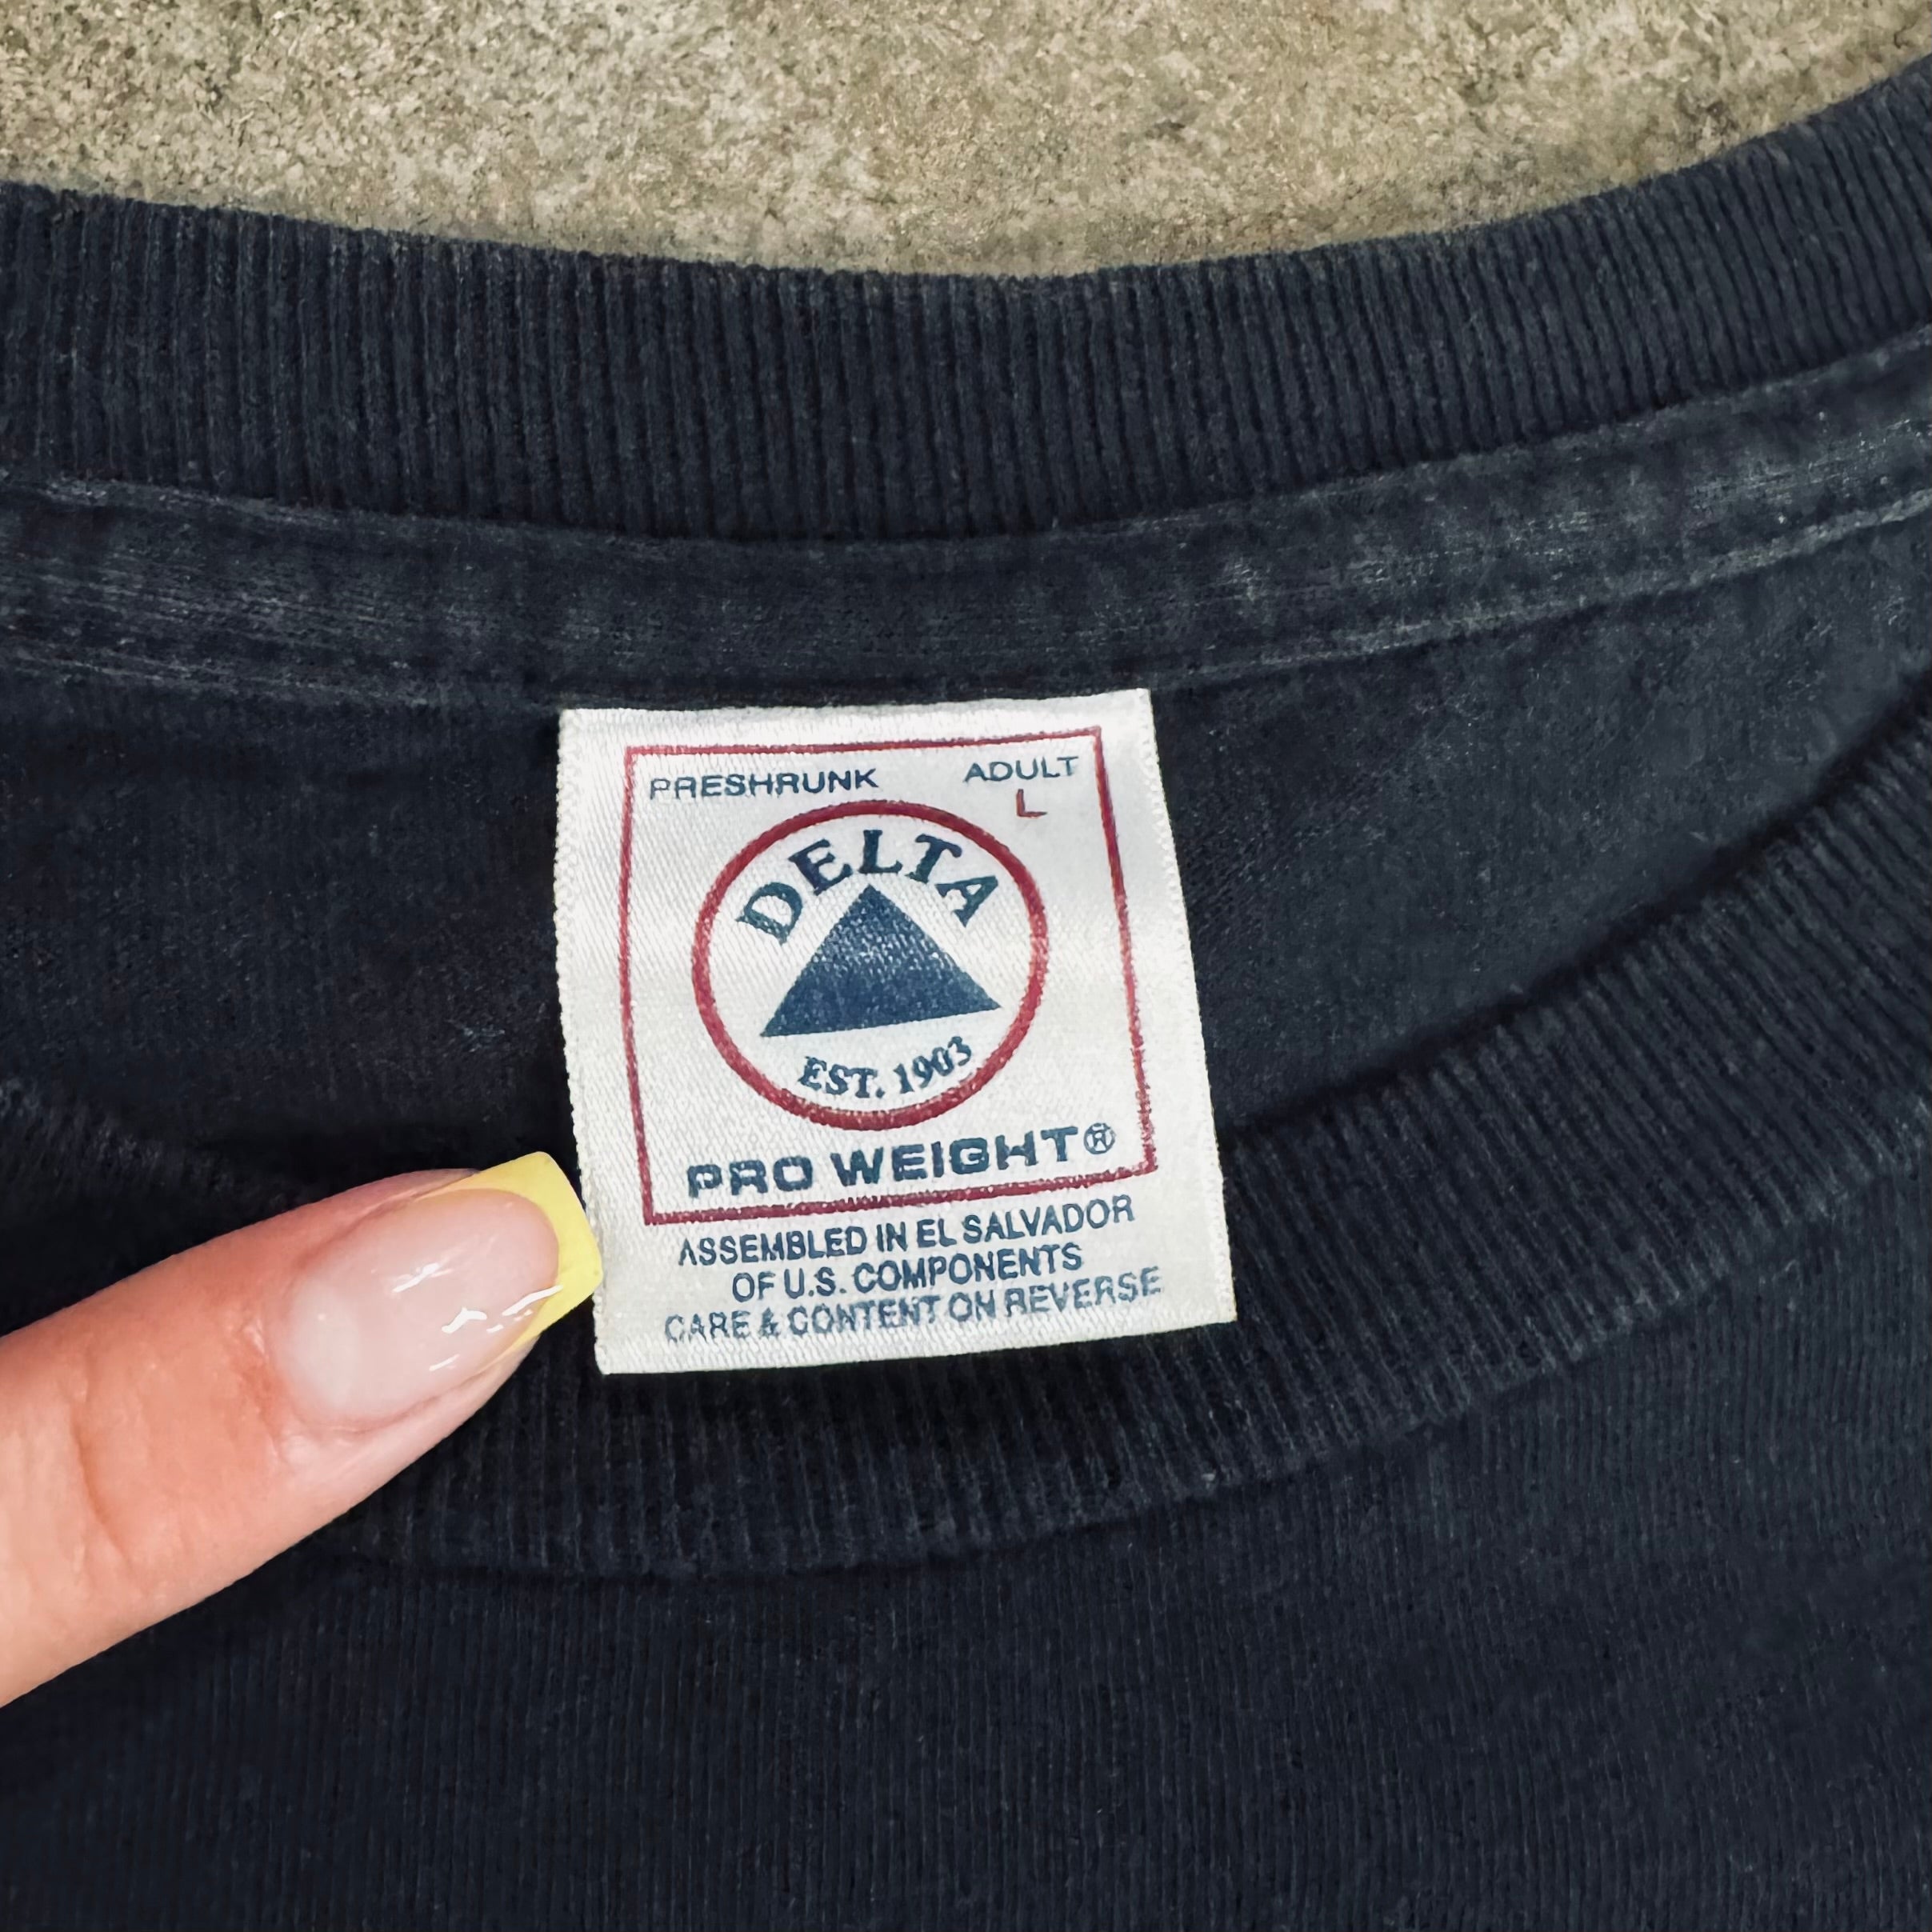 PRESHRUNK ADULT
L
DELTA
EST. 1903
PRO WEIGHT®
ASSEMBLED IN EL SALVADOR
OF U.S. COMPONENTS
CARE & CONTENT ON REVERSE